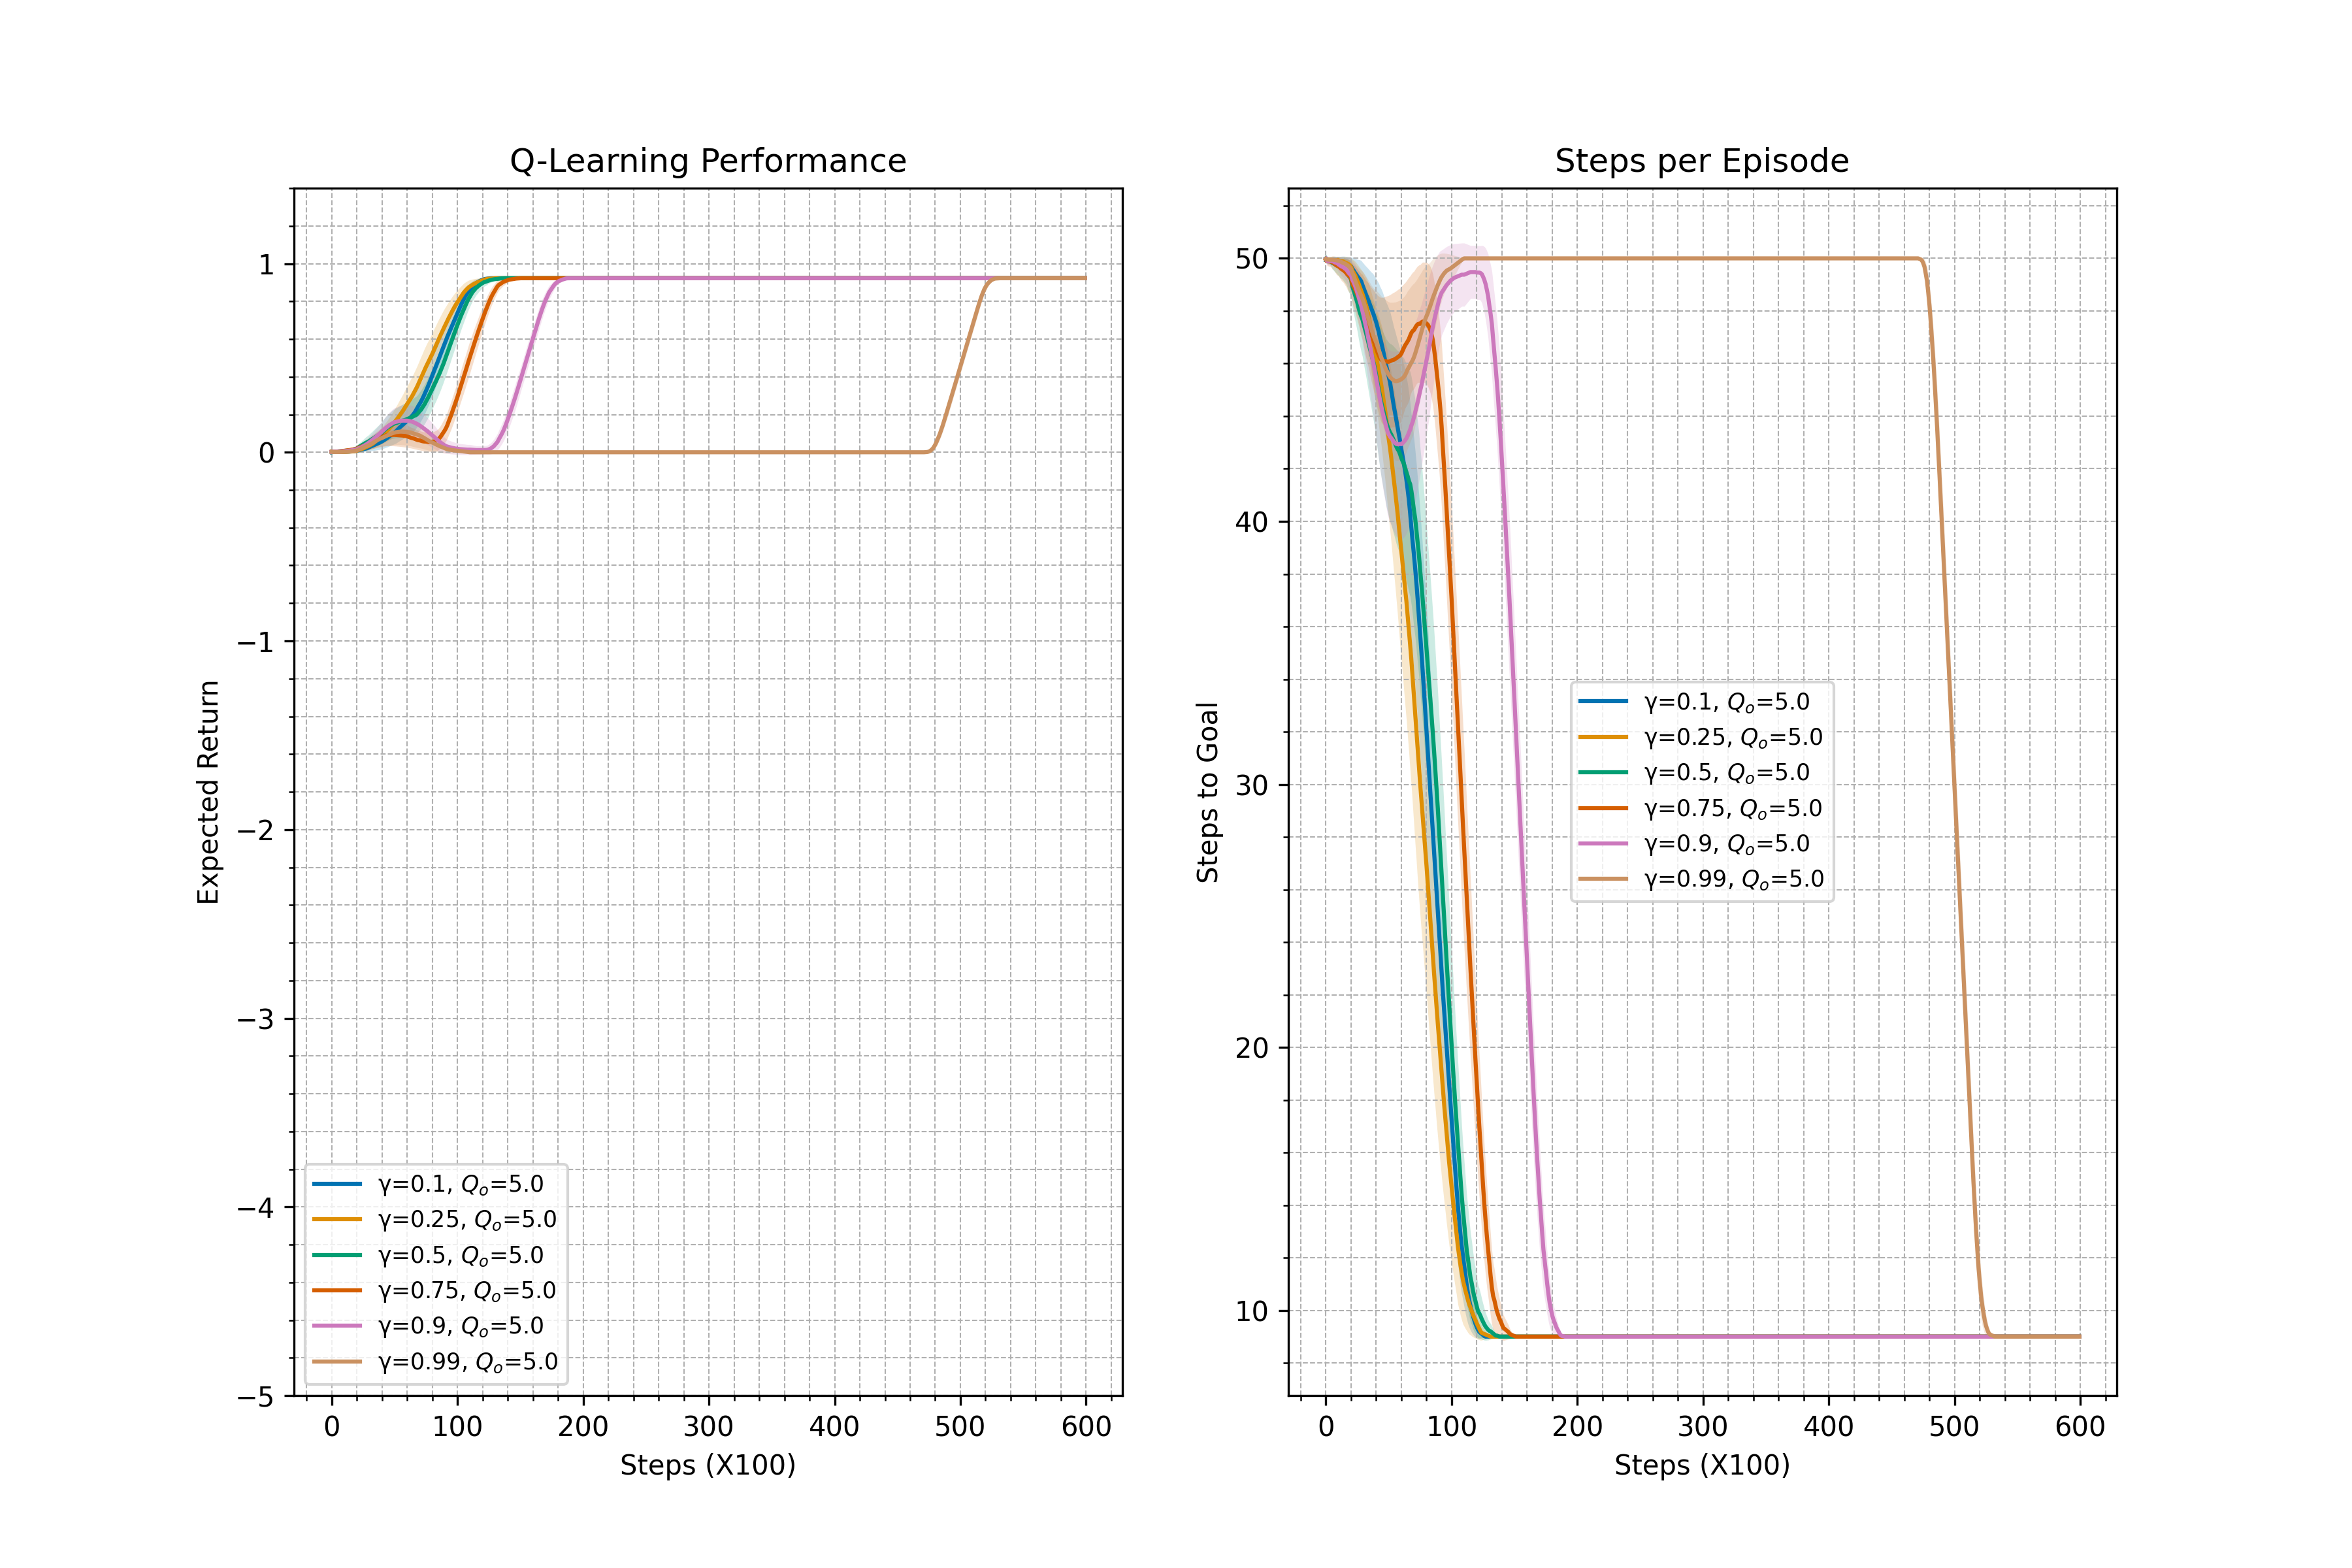 Q-Learning Performance
Expected Return
1
0
−1
−2
−3
−4
−5
γ=0.1, Qₒ=5.0
γ=0.25, Qₒ=5.0
γ=0.5, Qₒ=5.0
γ=0.75, Qₒ=5.0
γ=0.9, Qₒ=5.0
γ=0.99, Qₒ=5.0
0 100 200 300 400 500 600
Steps (X100)
Steps per Episode
Steps to Goal
50
40
30
20
10
γ=0.1, Qₒ=5.0
γ=0.25, Qₒ=5.0
γ=0.5, Qₒ=5.0
γ=0.75, Qₒ=5.0
γ=0.9, Qₒ=5.0
γ=0.99, Qₒ=5.0
0 100 200 300 400 500 600
Steps (X100)